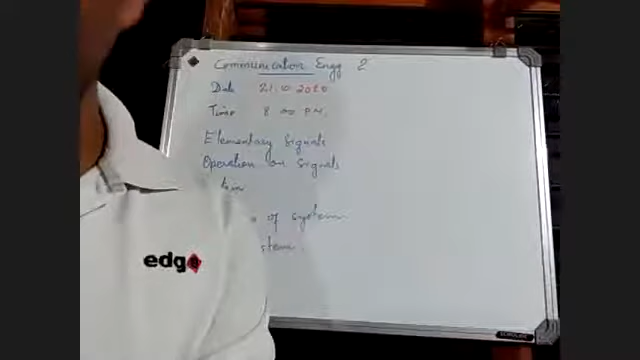 Communication Engg 2
Date 21.10.2020
Time 8 00 P.M.
Elementary Signals
Operation on Signals
of system
edge